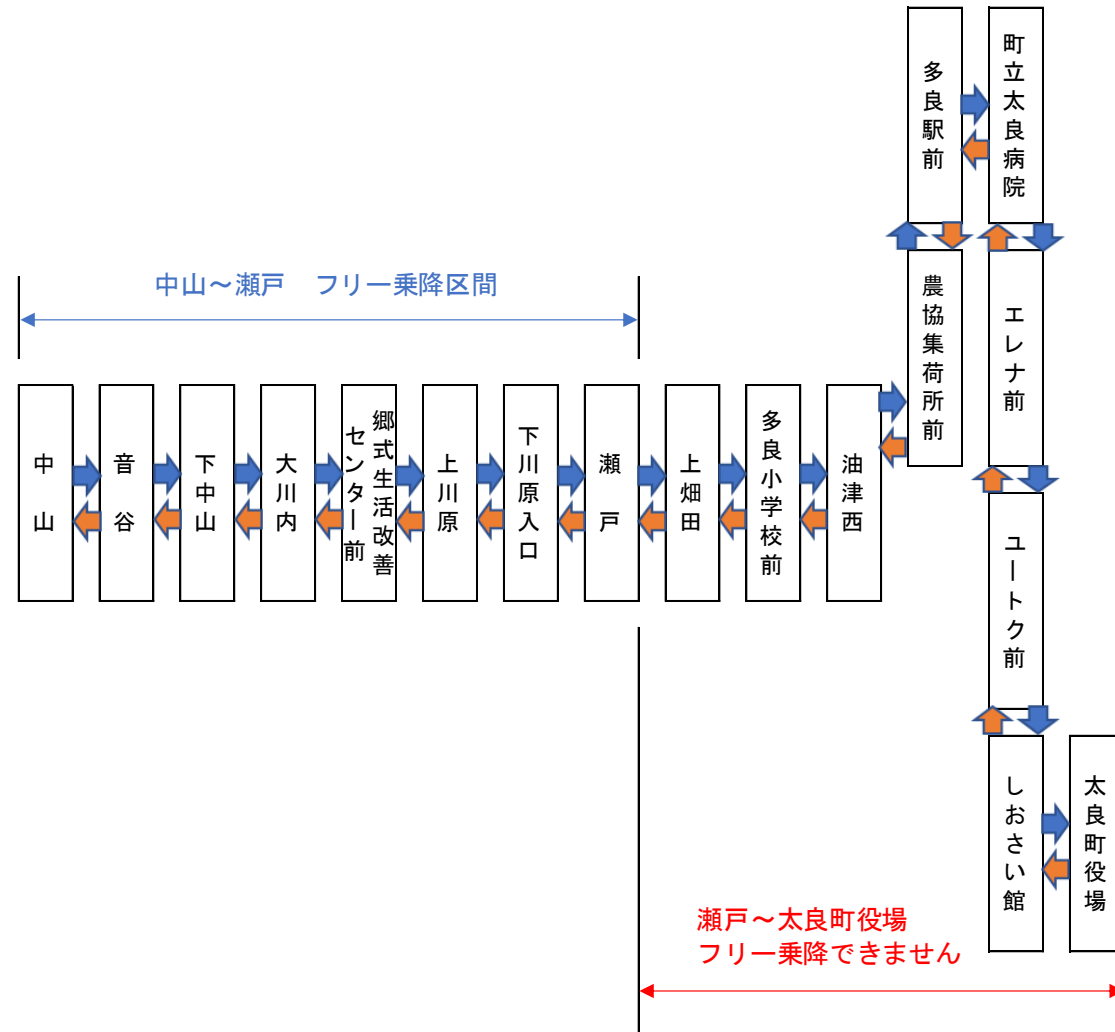 中山～瀬戸　フリー乗降区間
中山
音谷
下中山
大川内
郷式生活改善
センター前
上川原
下川原入口
瀬戸
上畑田
多良小学校前
油津西
農協集荷所前
多良駅前
町立太良病院
エレナ前
ユートク前
しおさい館
太良町役場
瀬戸～太良町役場
フリー乗降できません